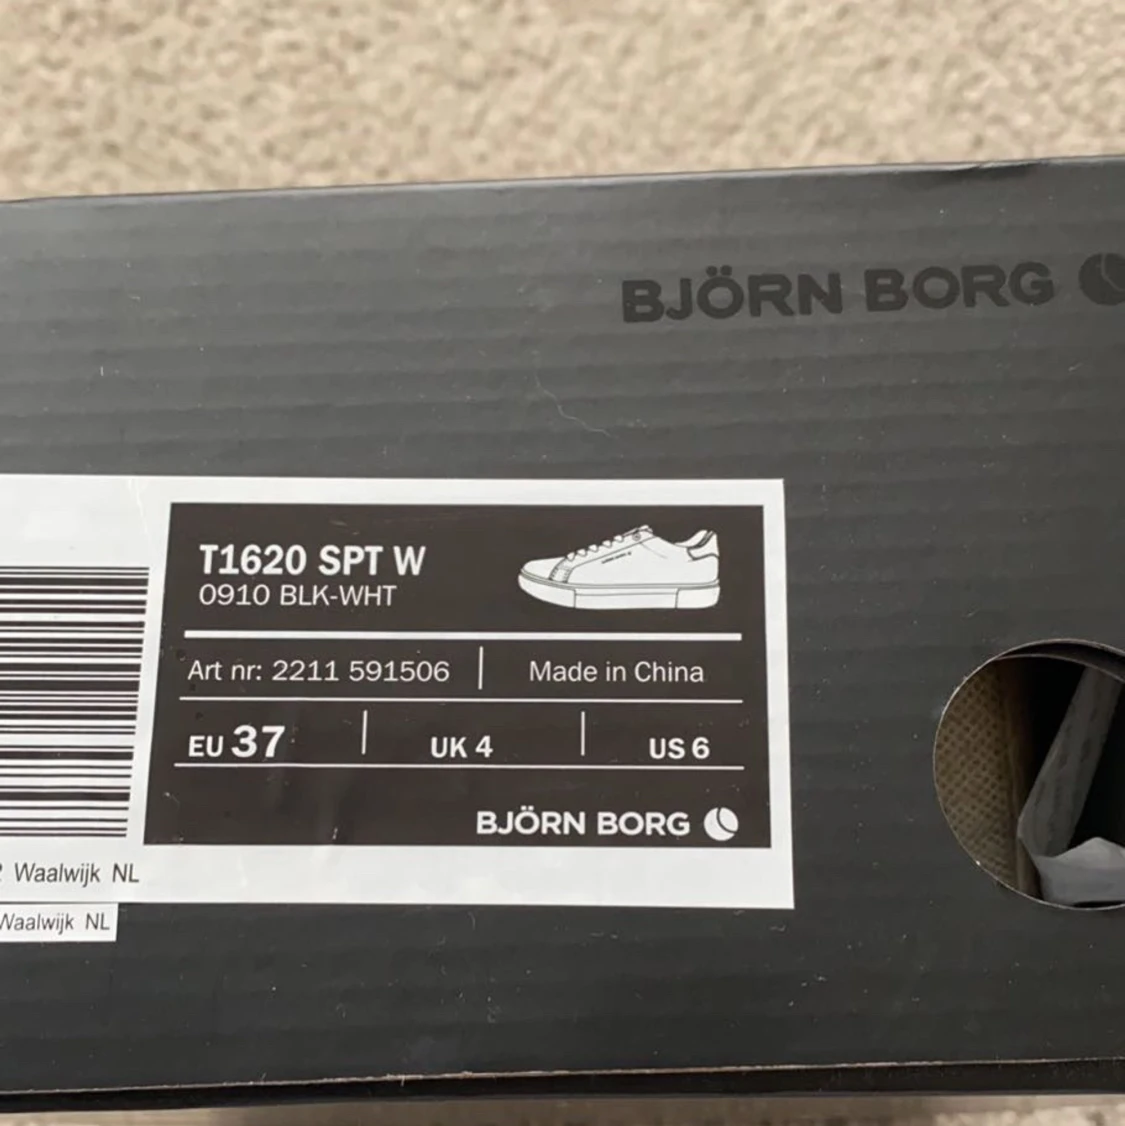 BJÖRN BORG
T1620 SPT W
0910 BLK-WHT
Art nr: 2211 591506 | Made in China
EU 37 | UK 4 | US 6
BJÖRN BORG
Waalwijk NL
Waalwijk NL